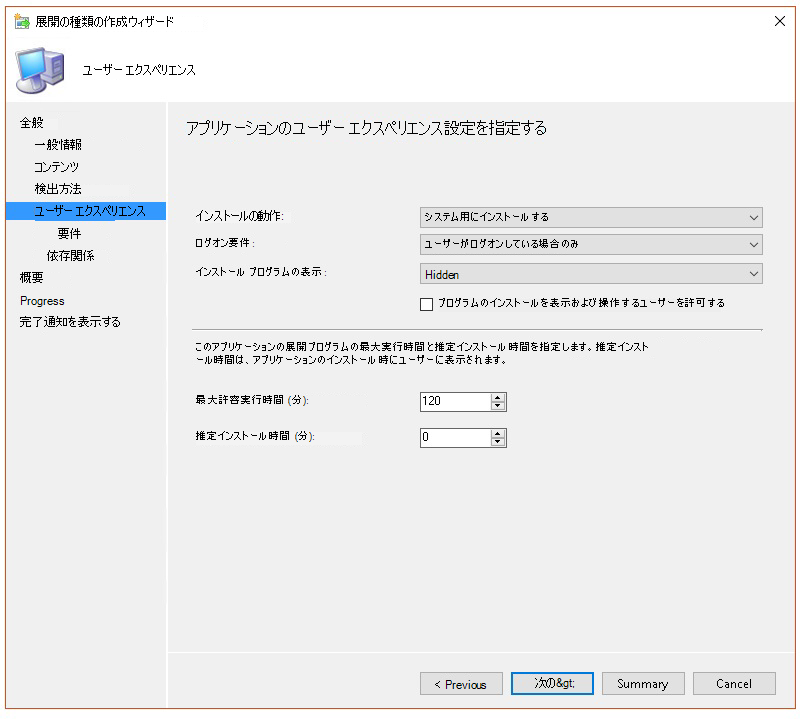 展開の種類の作成ウィザード
ユーザー エクスペリエンス
全般
一般情報
コンテンツ
検出方法
ユーザー エクスペリエンス
要件
依存関係
概要
Progress
完了通知を表示する
アプリケーションのユーザー エクスペリエンス設定を指定する
インストールの動作:
システム用にインストールする
ログオン要件:
ユーザーがログオンしている場合のみ
インストール プログラムの表示:
Hidden
プログラムのインストールを表示および操作するユーザーを許可する
このアプリケーションの展開プログラムの最大実行時間と推定インストール時間を指定します。推定インスト
ール時間は、アプリケーションのインストール時にユーザーに表示されます。
最大許容実行時間 (分):
120
推定インストール時間 (分):
0
< Previous
次の&gt;
Summary
Cancel